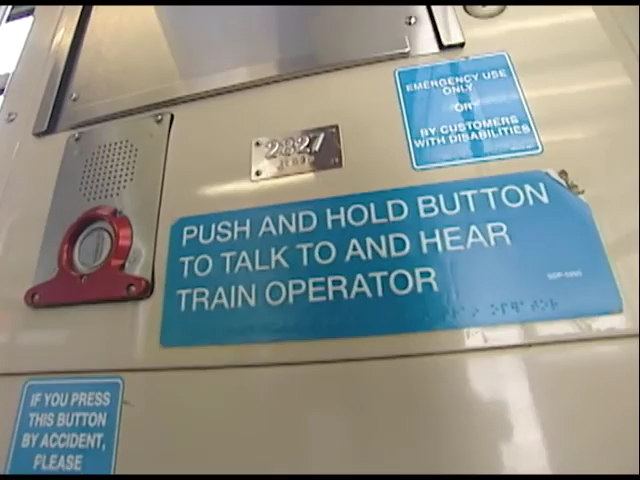 EMERGENCY USE
ONLY
OR
BY CUSTOMERS
WITH DISABILITIES
2827
PUSH AND HOLD BUTTON
TO TALK TO AND HEAR
TRAIN OPERATOR
IF YOU PRESS
THIS BUTTON
BY ACCIDENT,
PLEASE